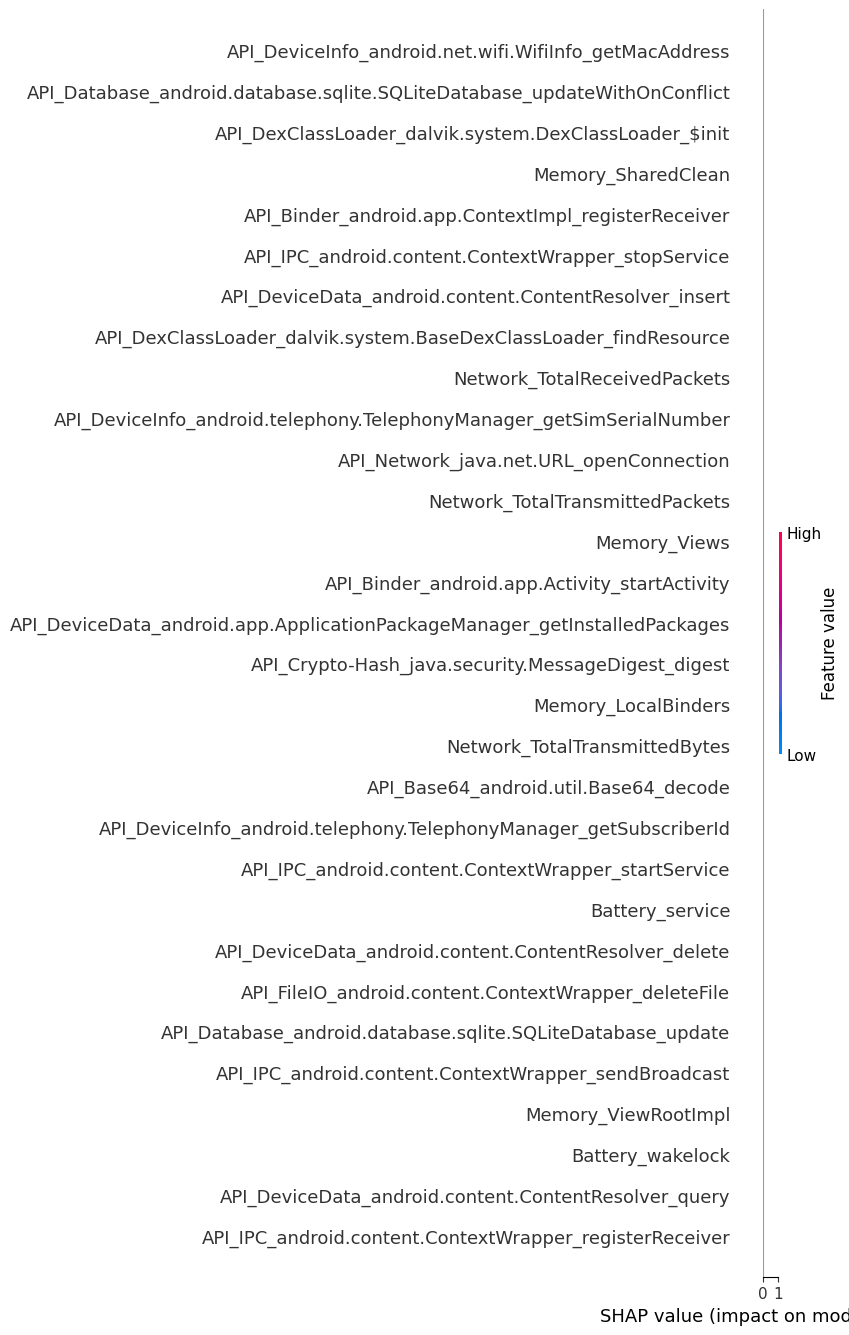 API_DeviceInfo_android.net.wifi.WifiInfo_getMacAddress
API_Database_android.database.sqlite.SQLiteDatabase_updateWithOnConflict
API_DexClassLoader_dalvik.system.DexClassLoader_$init
Memory_SharedClean
API_Binder_android.app.ContextImpl_registerReceiver
API_IPC_android.content.ContextWrapper_stopService
API_DeviceData_android.content.ContentResolver_insert
API_DexClassLoader_dalvik.system.BaseDexClassLoader_findResource
Network_TotalReceivedPackets
API_DeviceInfo_android.telephony.TelephonyManager_getSimSerialNumber
API_Network_java.net.URL_openConnection
Network_TotalTransmittedPackets
Memory_Views
API_Binder_android.app.Activity_startActivity
API_DeviceData_android.app.ApplicationPackageManager_getInstalledPackages
API_Crypto-Hash_java.security.MessageDigest_digest
Memory_LocalBinders
Network_TotalTransmittedBytes
API_Base64_android.util.Base64_decode
API_DeviceInfo_android.telephony.TelephonyManager_getSubscriberId
API_IPC_android.content.ContextWrapper_startService
Battery_service
API_DeviceData_android.content.ContentResolver_delete
API_FileIO_android.content.ContextWrapper_deleteFile
API_Database_android.database.sqlite.SQLiteDatabase_update
API_IPC_android.content.ContextWrapper_sendBroadcast
Memory_ViewRootImpl
Battery_wakelock
API_DeviceData_android.content.ContentResolver_query
API_IPC_android.content.ContextWrapper_registerReceiver
0 1
SHAP value (impact on mod
High
Feature value
Low